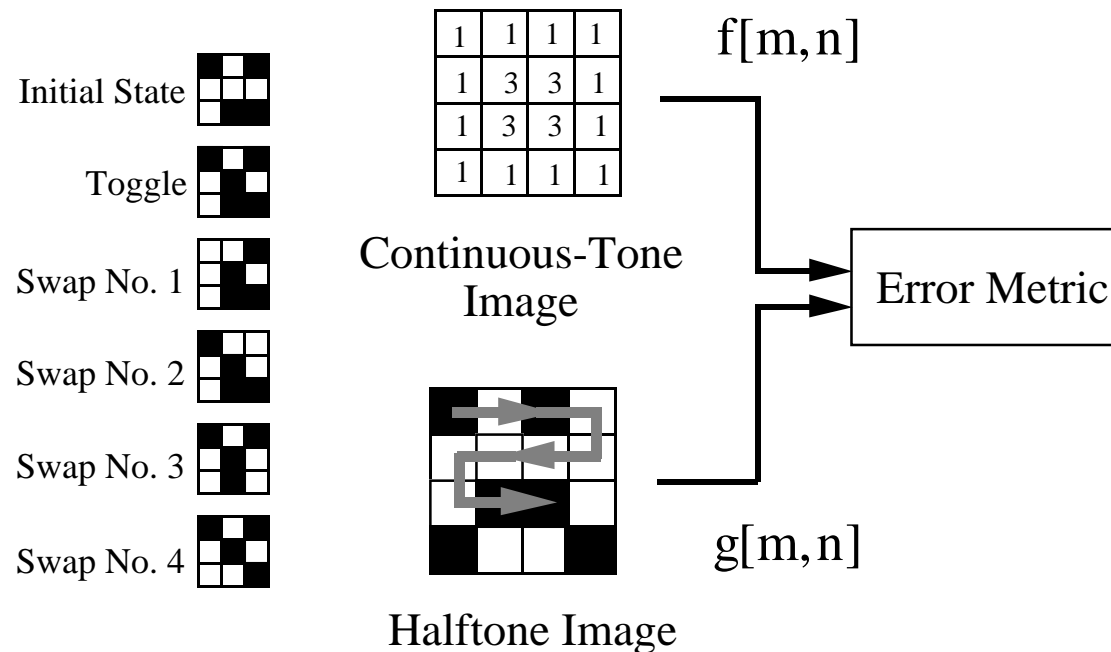 Initial State
Toggle
Swap No. 1
Swap No. 2
Swap No. 3
Swap No. 4
1 1 1 1
1 3 3 1
1 3 3 1
1 1 1 1
Continuous-Tone
Image
f[m,n]
Error Metric
g[m,n]
Halftone Image